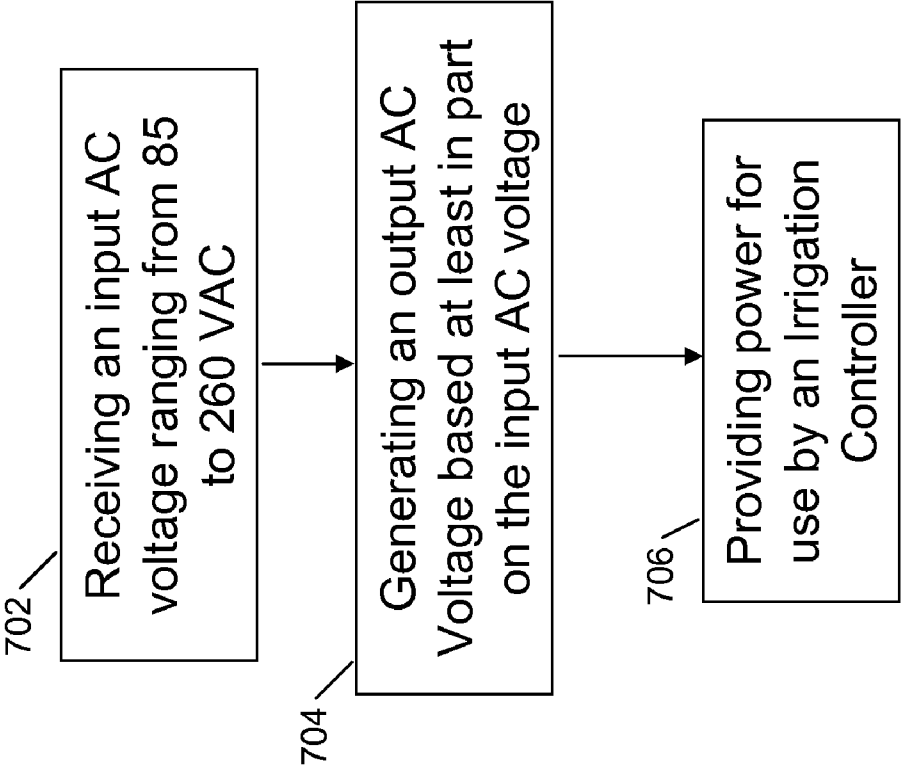 702
Receiving an input AC
voltage ranging from 85
to 260 VAC
704
Generating an output AC
Voltage based at least in part
on the input AC voltage
706
Providing power for
use by an Irrigation
Controller